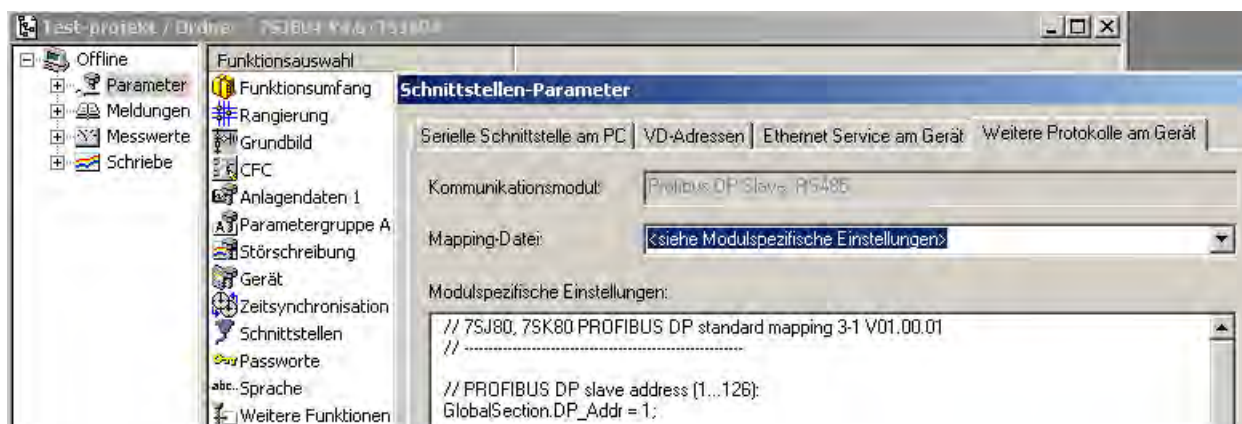 Test-projekt / Ordner
Offline
Parameter
Meldungen
Messwerte
Schriebe
Funktionsauswahl
Funktionsumfang
Rangierung
Grundbild
CFC
Anlagendaten 1
Parametergruppe A
Störschreibung
Gerät
Zeitsynchronisation
Schnittstellen
Passworte
abc.. Sprache
Weitere Funktionen
Schnittstellen-Parameter
Serielle Schnittstelle am PC
VD-Adressen
Ethernet Service am Gerät
Weitere Protokolle am Gerät
Kommunikationsmodul:
Profibus DP Slave, RS485
Mapping-Datei:
<siehe Modulspezifische Einstellungen>
Modulspezifische Einstellungen:
// 7SJ80, 7SK80 PROFIBUS DP standard mapping 3-1 V01.00.01
// --------------------------------------------------------
// PROFIBUS DP slave address (1...126):
GlobalSection.DP_Addr = 1;